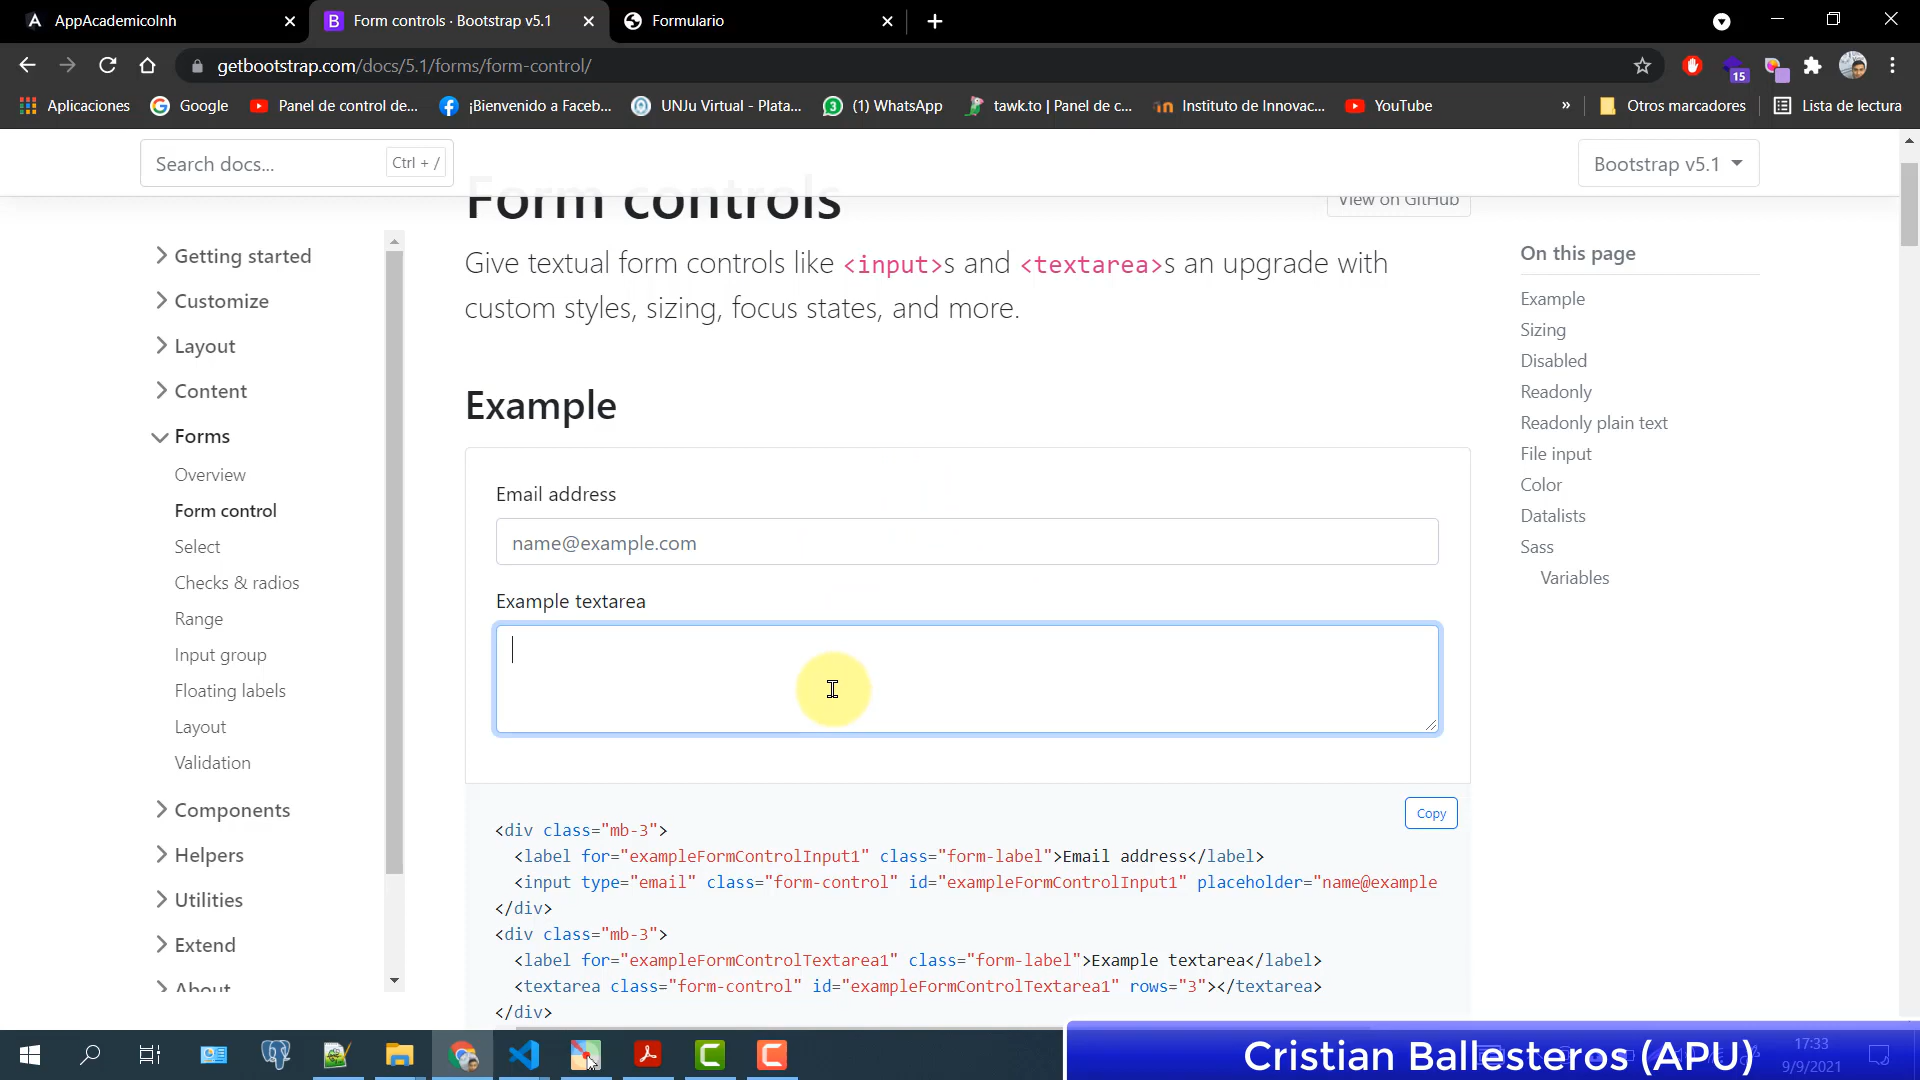 AppAcademicoInh
Form controls · Bootstrap v5.1
Formulario
getbootstrap.com/docs/5.1/forms/form-control/
15
Aplicaciones
Google
Panel de control de...
¡Bienvenido a Faceb...
UNJu Virtual - Plata...
(1) WhatsApp
tawk.to | Panel de c...
Instituto de Innovac...
YouTube
»
Otros marcadores
Lista de lectura
Search docs...
Ctrl + /
Bootstrap v5.1
Form controls
View on GitHub
Give textual form controls like <input>s and <textarea>s an upgrade with
custom styles, sizing, focus states, and more.
Getting started
Customize
Layout
Content
Forms
Overview
Form control
Select
Checks & radios
Range
Input group
Floating labels
Layout
Validation
Components
Helpers
Utilities
Extend
About
Example
Email address
name@example.com
Example textarea
Copy
<div class="mb-3">
<label for="exampleFormControlInput1" class="form-label">Email address</label>
<input type="email" class="form-control" id="exampleFormControlInput1" placeholder="name@example
</div>
<div class="mb-3">
<label for="exampleFormControlTextarea1" class="form-label">Example textarea</label>
<textarea class="form-control" id="exampleFormControlTextarea1" rows="3"></textarea>
</div>
On this page
Example
Sizing
Disabled
Readonly
Readonly plain text
File input
Color
Datalists
Sass
Variables
Cristian Ballesteros (APU)
17:33
9/9/2021